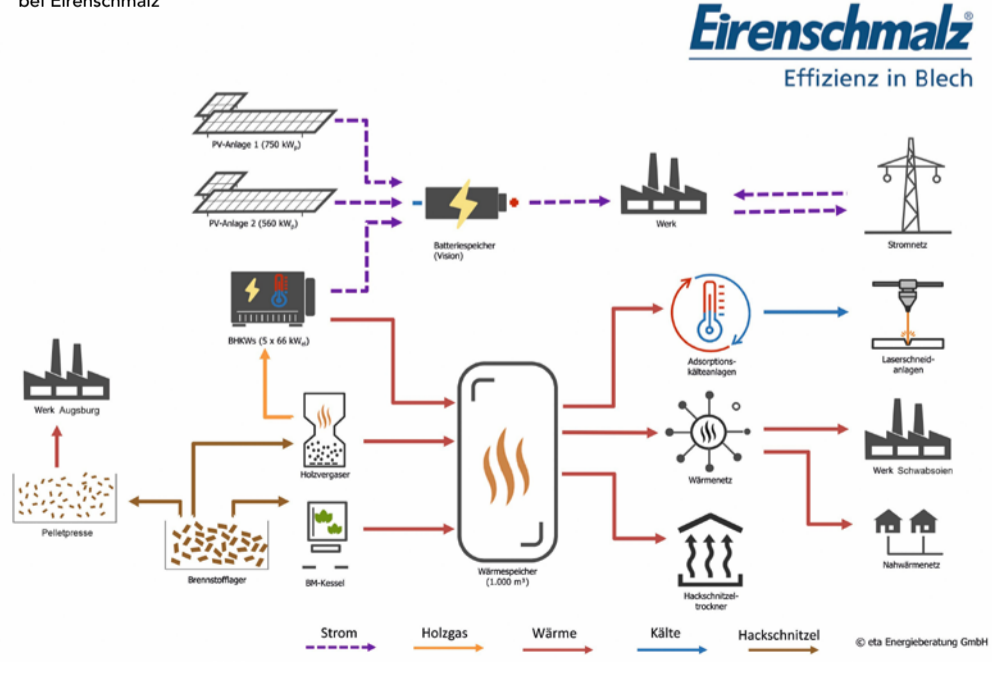 bei Eirenschmalz
Eirenschmalz®
Effizienz in Blech
PV-Anlage 1 (750 kWp)
PV-Anlage 2 (560 kWp)
Batteriespeicher
(Vision)
Werk
Stromnetz
BHKWs (5 x 66 kWel)
Adsorptions-
kälteanlagen
Laserschneid-
anlagen
Werk Augsburg
Holzvergaser
Wärmenetz
Werk Schwabsoien
Pelletpresse
Brennstofflager
BM-Kessel
Wärmespeicher
(1.000 m³)
Hackschnitzel-
trockner
Nahwärmenetz
Strom
Holzgas
Wärme
Kälte
Hackschnitzel
© eta Energieberatung GmbH